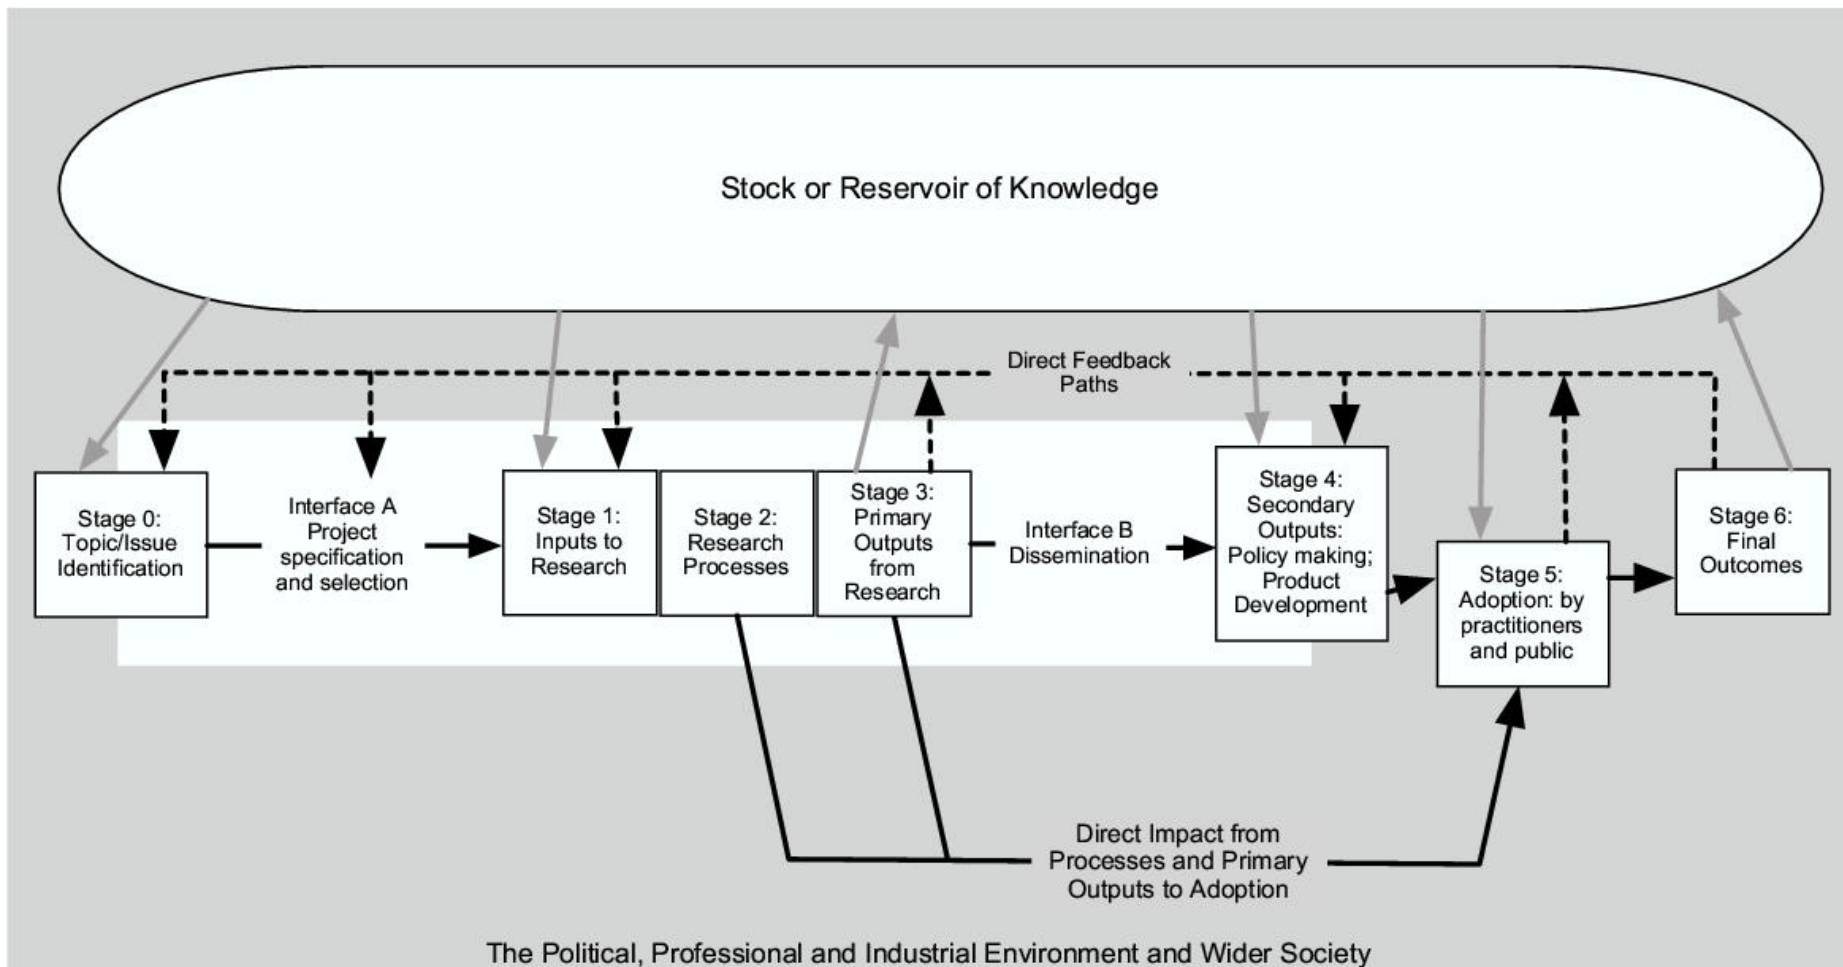 Stock or Reservoir of Knowledge
Direct Feedback
Paths
Stage 0:
Topic/Issue
Identification
Interface A
Project
specification
and selection
Stage 1:
Inputs to
Research
Stage 2:
Research
Processes
Stage 3:
Primary
Outputs
from
Research
Interface B
Dissemination
Stage 4:
Secondary
Outputs:
Policy making;
Product
Development
Stage 5:
Adoption: by
practitioners
and public
Stage 6:
Final
Outcomes
Direct Impact from
Processes and Primary
Outputs to Adoption
The Political, Professional and Industrial Environment and Wider Society